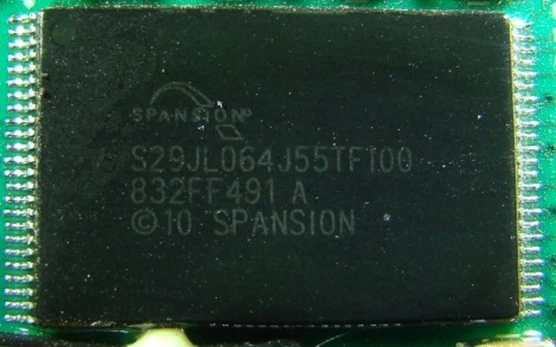 SPANSION
S29JL064J55TFI00
832FF491 A
©10 SPANSION